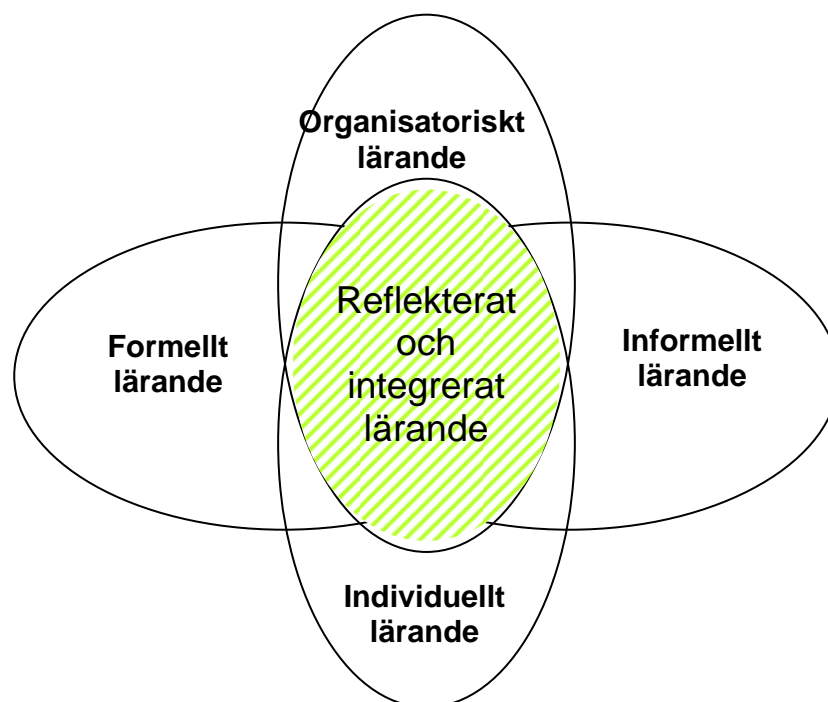 Organisatoriskt
lärande
Reflekterat
och
integrerat
lärande
Formellt
lärande
Informellt
lärande
Individuellt
lärande